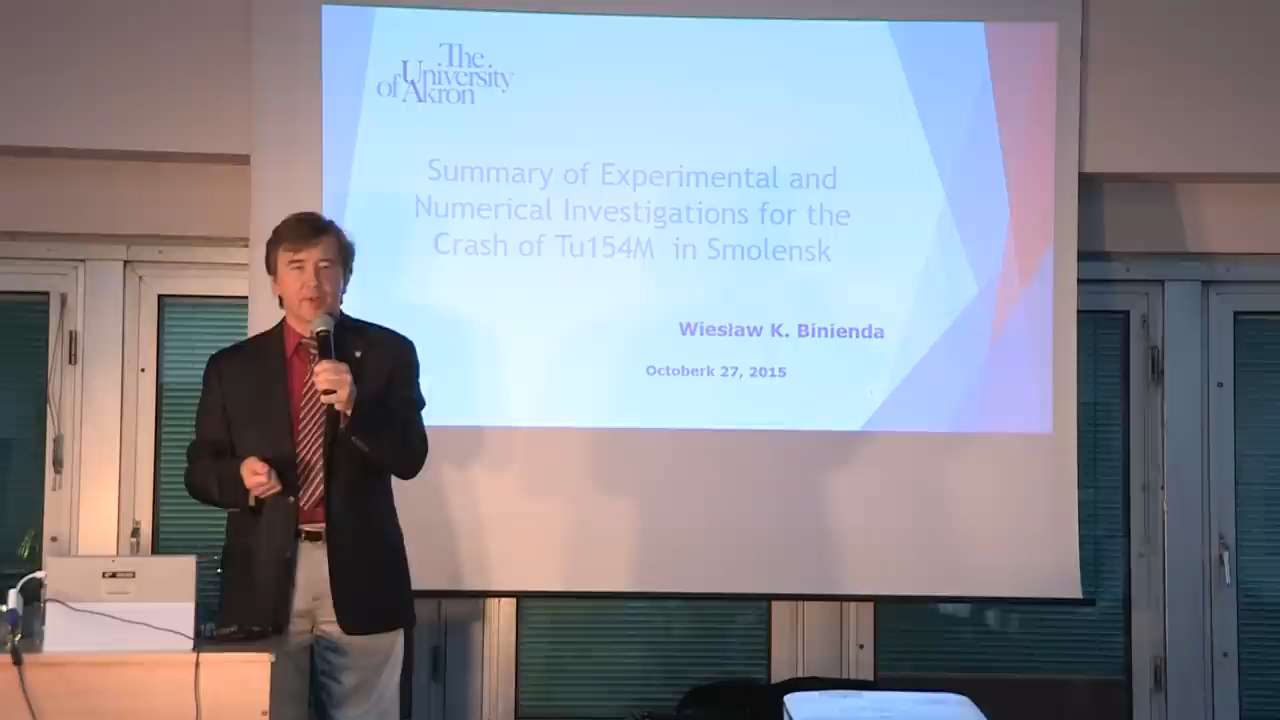 The
University
of Akron
Summary of Experimental and
Numerical Investigations for the
Crash of Tu154M in Smolensk
Wiesław K. Binienda
Octoberk 27, 2015